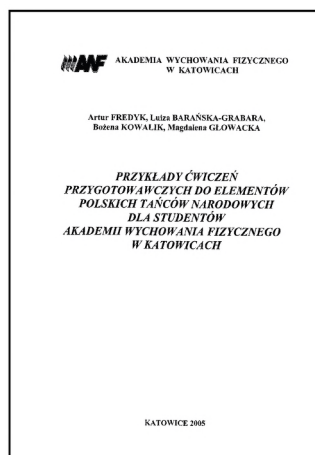 AWF AKADEMIA WYCHOWANIA FIZYCZNEGO
W KATOWICACH
Artur FREDYK, Luiza BARAŃSKA-GRABARA,
Bożena KOWALIK, Magdalena GŁOWACKA
PRZYKŁADY ĆWICZEŃ
PRZYGOTOWAWCZYCH DO ELEMENTÓW
POLSKICH TAŃCÓW NARODOWYCH
DLA STUDENTÓW
AKADEMII WYCHOWANIA FIZYCZNEGO
W KATOWICACH
KATOWICE 2005